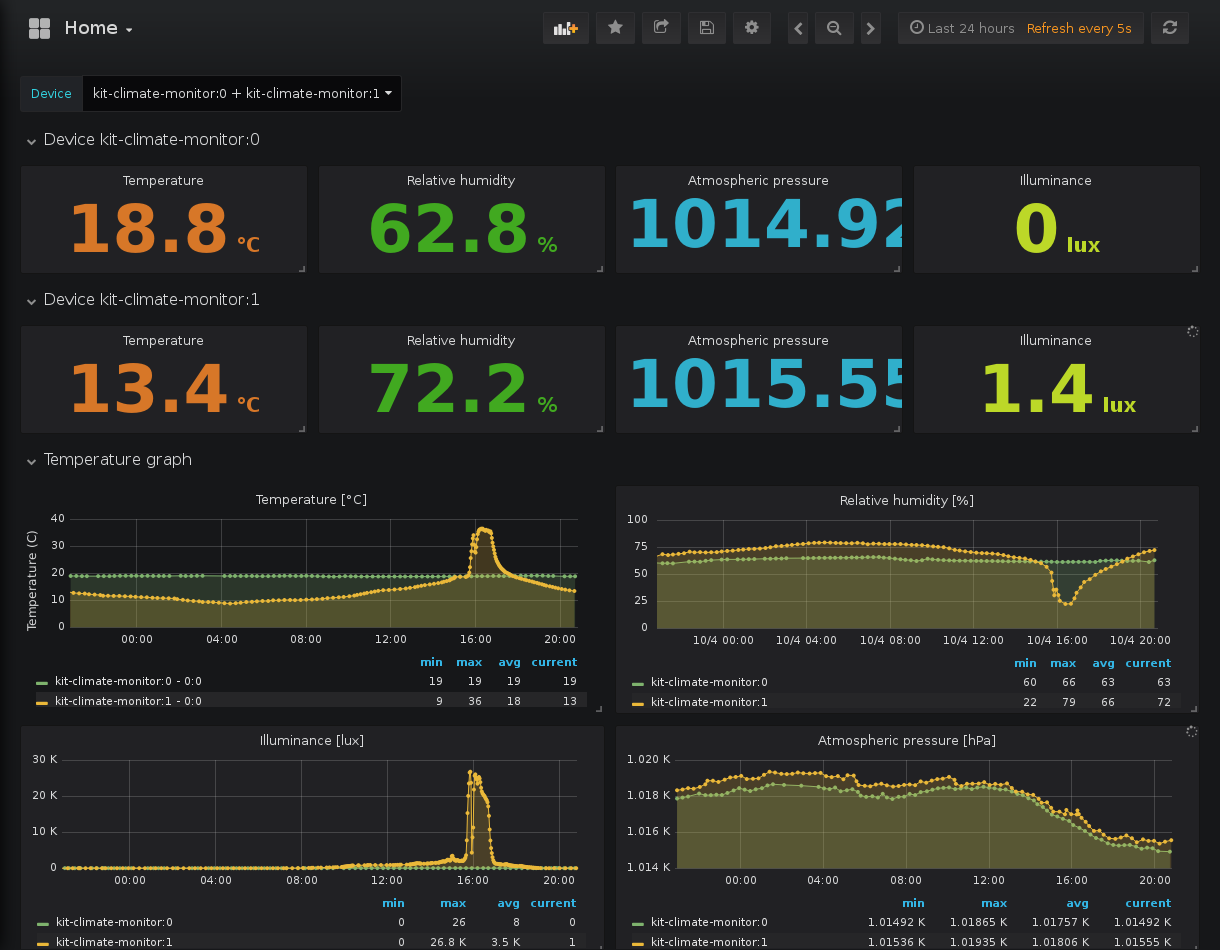 Home
Last 24 hours Refresh every 5s
Device kit-climate-monitor:0 + kit-climate-monitor:1
Device kit-climate-monitor:0
Temperature
18.8 °C
Relative humidity
62.8 %
Atmospheric pressure
1014.92
Illuminance
0 lux
Device kit-climate-monitor:1
Temperature
13.4 °C
Relative humidity
72.2 %
Atmospheric pressure
1015.55
Illuminance
1.4 lux
Temperature graph
Temperature [°C]
Temperature (C)
40
30
20
10
0
00:00 04:00 08:00 12:00 16:00 20:00
min max avg current
kit-climate-monitor:0 - 0:0 19 19 19 19
kit-climate-monitor:1 - 0:0 9 36 18 13
Relative humidity [%]
100
75
50
25
0
10/4 00:00 10/4 04:00 10/4 08:00 10/4 12:00 10/4 16:00 10/4 20:00
min max avg current
kit-climate-monitor:0 60 66 63 63
kit-climate-monitor:1 22 79 66 72
Illuminance [lux]
30 K
20 K
10 K
0
00:00 04:00 08:00 12:00 16:00 20:00
min max avg current
kit-climate-monitor:0 0 26 8 0
kit-climate-monitor:1 0 26.8 K 3.5 K 1
Atmospheric pressure [hPa]
1.020 K
1.018 K
1.016 K
1.014 K
00:00 04:00 08:00 12:00 16:00 20:00
min max avg current
kit-climate-monitor:0 1.01492 K 1.01865 K 1.01757 K 1.01492 K
kit-climate-monitor:1 1.01536 K 1.01935 K 1.01806 K 1.01555 K